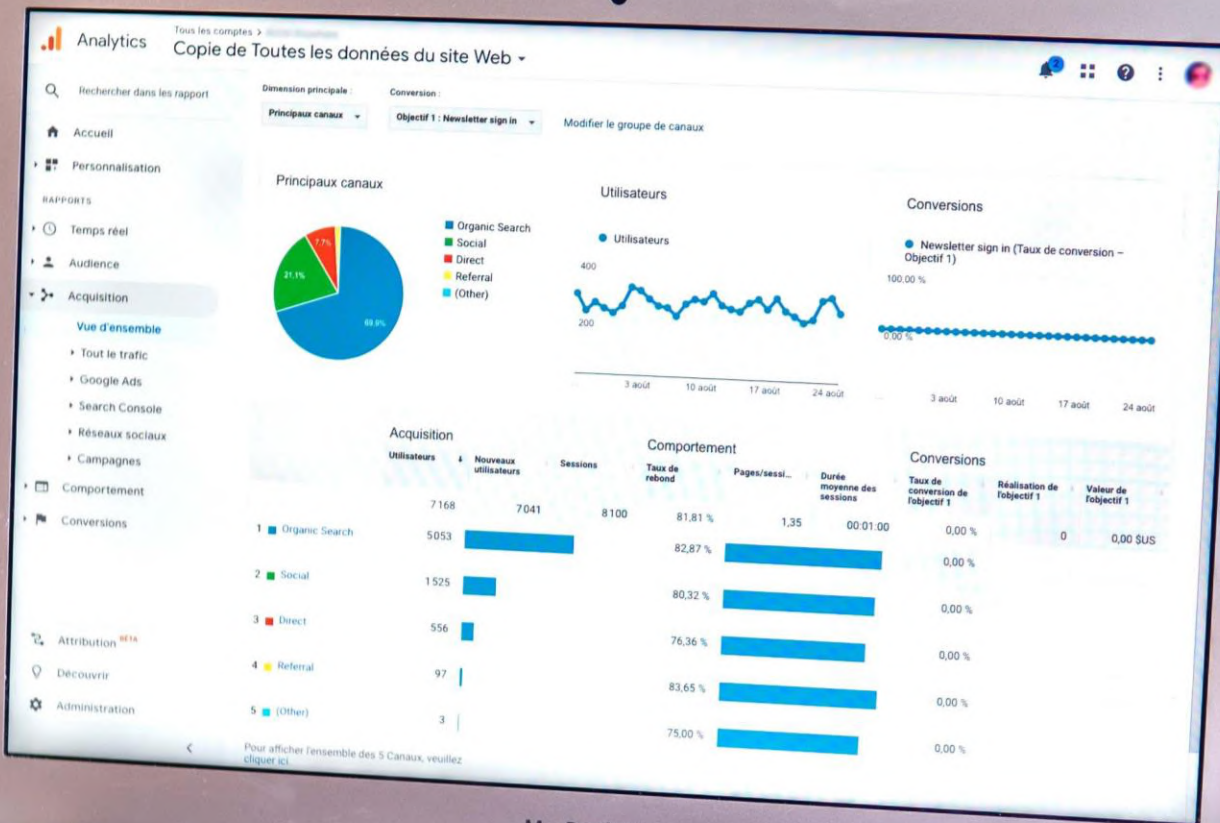 Analytics
Tous les comptes >
Copie de Toutes les données du site Web
2
Rechercher dans les rapport
Accueil
Personnalisation
RAPPORTS
Temps réel
Audience
Acquisition
Vue d'ensemble
Tout le trafic
Google Ads
Search Console
Réseaux sociaux
Campagnes
Comportement
Conversions
Attribution BÊTA
Découvrir
Administration
Dimension principale :
Conversion :
Principaux canaux
Objectif 1 : Newsletter sign in
Modifier le groupe de canaux
Principaux canaux
7.7%
21,1%
69,9%
Organic Search
Social
Direct
Referral
(Other)
Utilisateurs
Utilisateurs
400
200
... 3 août 10 août 17 août 24 août
Conversions
Newsletter sign in (Taux de conversion –
Objectif 1)
100,00 %
0,00 %
... 3 août 10 août 17 août 24 août
Acquisition
Comportement
Conversions
Utilisateurs
Nouveaux
utilisateurs
Sessions
Taux de
rebond
Pages/sessi...
Durée
moyenne des
sessions
Taux de
conversion de
l'objectif 1
Réalisation de
l'objectif 1
Valeur de
l'objectif 1
7168 7041 8100 81,81 % 1,35 00:01:00 0,00 % 0 0,00 $US
1 Organic Search 5053 82,87 % 0,00 %
2 Social 1525 80,32 % 0,00 %
3 Direct 556 76,36 % 0,00 %
4 Referral 97 83,65 % 0,00 %
5 (Other) 3 75,00 % 0,00 %
Pour afficher l'ensemble des 5 Canaux, veuillez
cliquer ici.